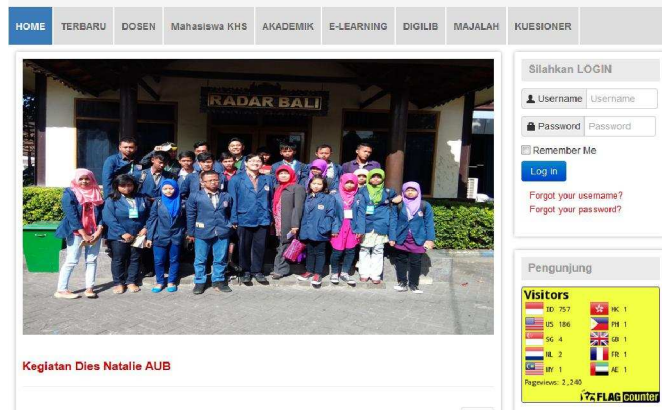 HOME TERBARU DOSEN Mahasiswa KHS AKADEMIK E-LEARNING DIGILIB MAJALAH KUESIONER
RADAR BALI
Kegiatan Dies Natalie AUB
Silahkan LOGIN
Username Username
Password Password
Remember Me
Log in
Forgot your username?
Forgot your password?
Pengunjung
Visitors
ID 757 HK 1
US 186 PH 1
SG 4 GB 1
NL 2 FR 1
MY 1 AE 1
Pageviews: 2,240
FLAG counter